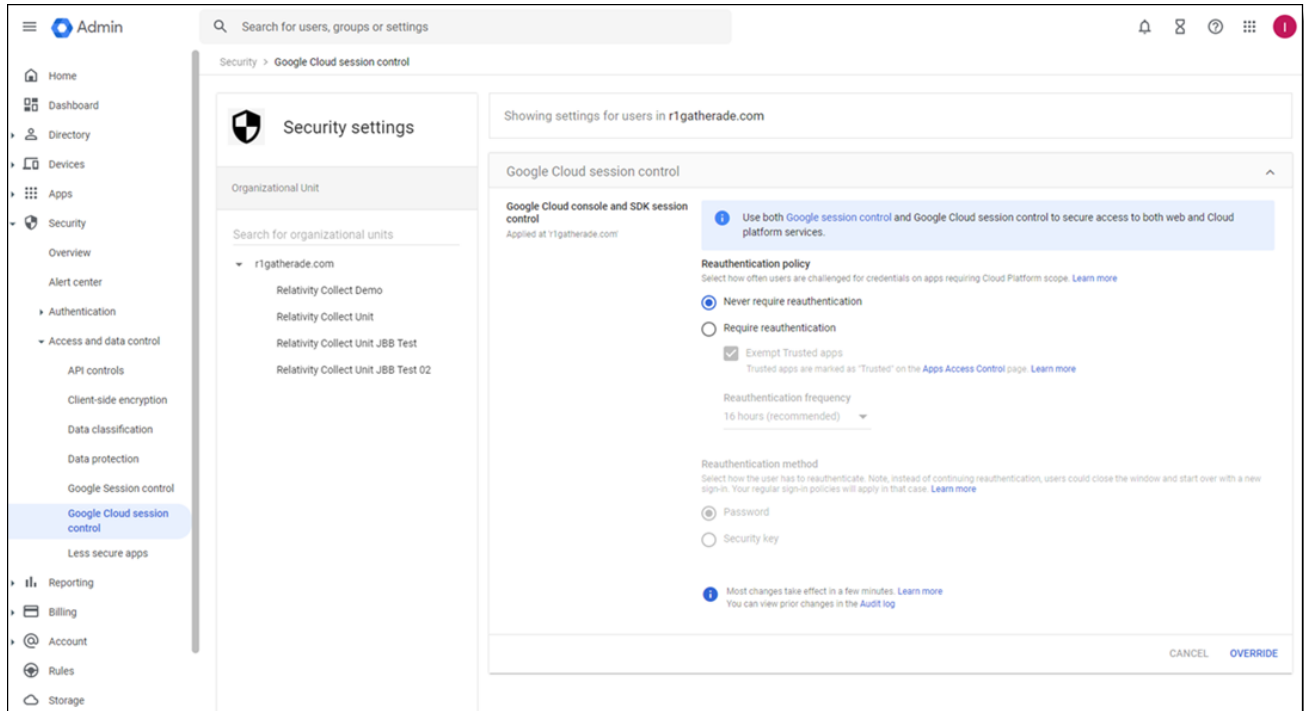 Admin
Search for users, groups or settings
I
Home
Dashboard
Directory
Devices
Apps
Security
Overview
Alert center
Authentication
Access and data control
API controls
Client-side encryption
Data classification
Data protection
Google Session control
Google Cloud session
control
Less secure apps
Reporting
Billing
Account
Rules
Storage
Security > Google Cloud session control
Security settings
Organizational Unit
Search for organizational units
r1gatherade.com
Relativity Collect Demo
Relativity Collect Unit
Relativity Collect Unit JBB Test
Relativity Collect Unit JBB Test 02
Showing settings for users in r1gatherade.com
Google Cloud session control
Google Cloud console and SDK session
control
Applied at 'r1gatherade.com'
Use both Google session control and Google Cloud session control to secure access to both web and Cloud
platform services.
Reauthentication policy
Select how often users are challenged for credentials on apps requiring Cloud Platform scope. Learn more
Never require reauthentication
Require reauthentication
Exempt Trusted apps
Trusted apps are marked as "Trusted" on the Apps Access Control page. Learn more
Reauthentication frequency
16 hours (recommended)
Reauthentication method
Select how the user has to reauthenticate. Note, instead of continuing reauthentication, users could close the window and start over with a new
sign-in. Your regular sign-in policies will apply in that case. Learn more
Password
Security key
Most changes take effect in a few minutes. Learn more
You can view prior changes in the Audit log
CANCEL OVERRIDE